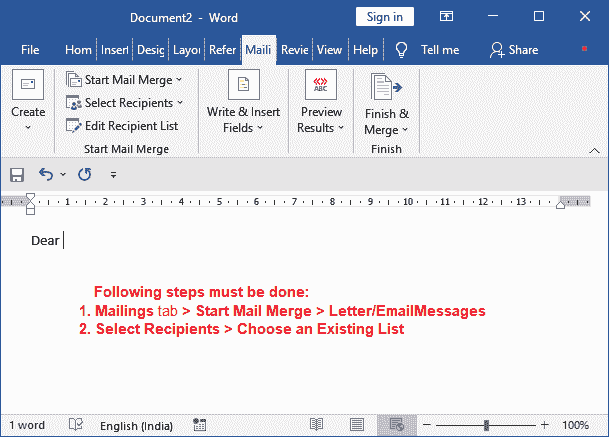 Document2 - Word
Sign in
File Hom Insert Desig Layou Refer Maili Revie View Help Tell me Share
Create
Start Mail Merge
Select Recipients
Edit Recipient List
Start Mail Merge
Write & Insert
Fields
ABC
Preview
Results
Finish &
Merge
Finish
1 2 3 4 5 6 7 8 9 10 11 12 13
Dear
Following steps must be done:
1. Mailings tab > Start Mail Merge > Letter/EmailMessages
2. Select Recipients > Choose an Existing List
1 word English (India) 100%